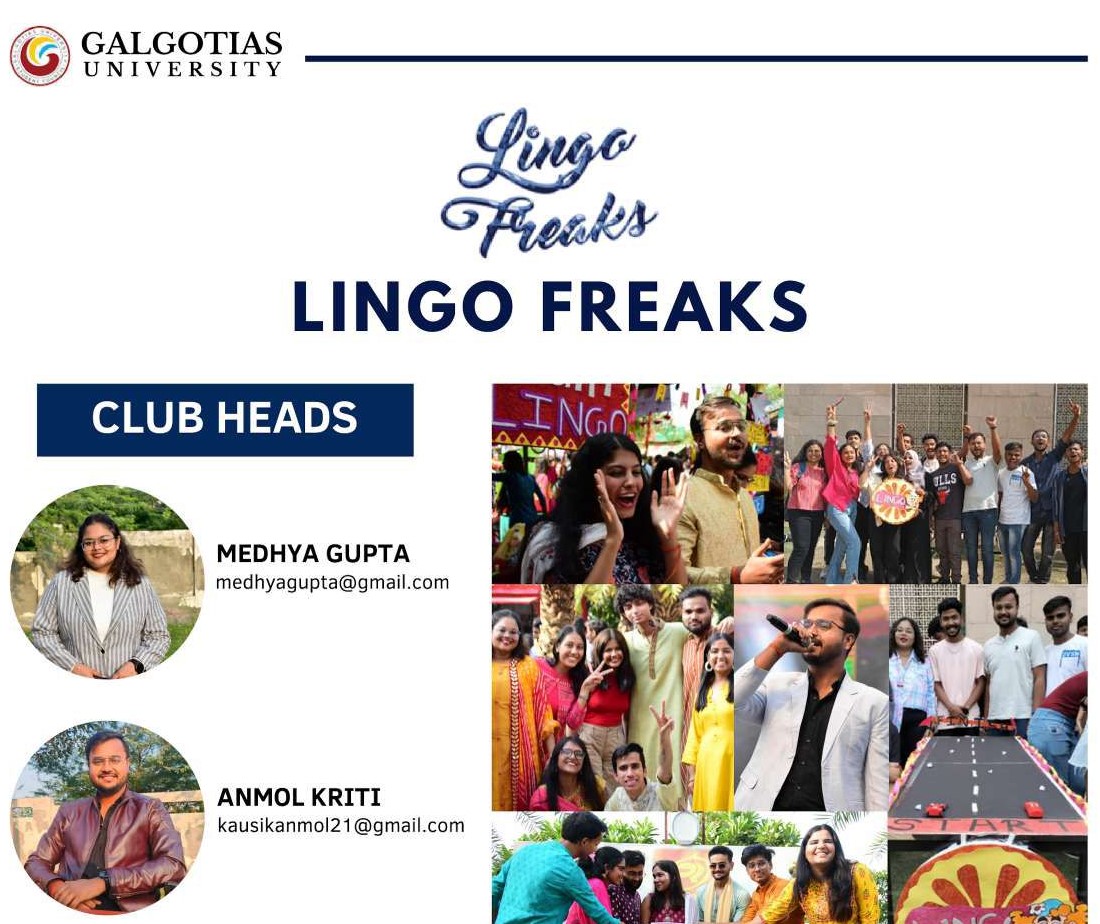 GALGOTIAS
UNIVERSITY
Lingo
Freaks
LINGO FREAKS
CLUB HEADS
MEDHYA GUPTA
medhyagupta@gmail.com
ANMOL KRITI
kausikanmol21@gmail.com
LINGO
LINGO
START